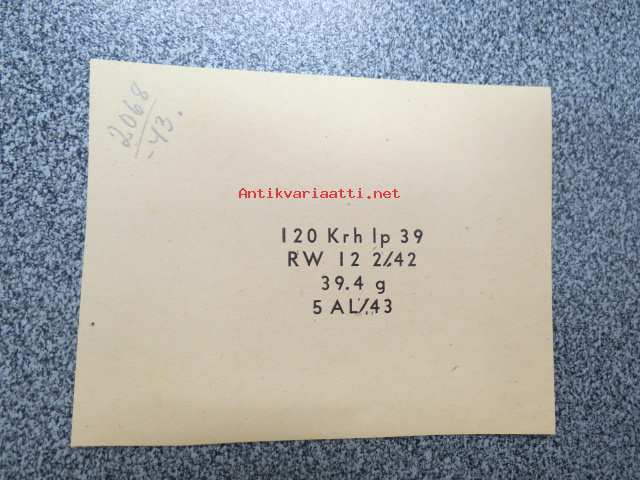 2068
-43.
Antikvariaatti.net
120 Krh lp 39
RW 12 2⁒42
39.4 g
5 AL⁒43